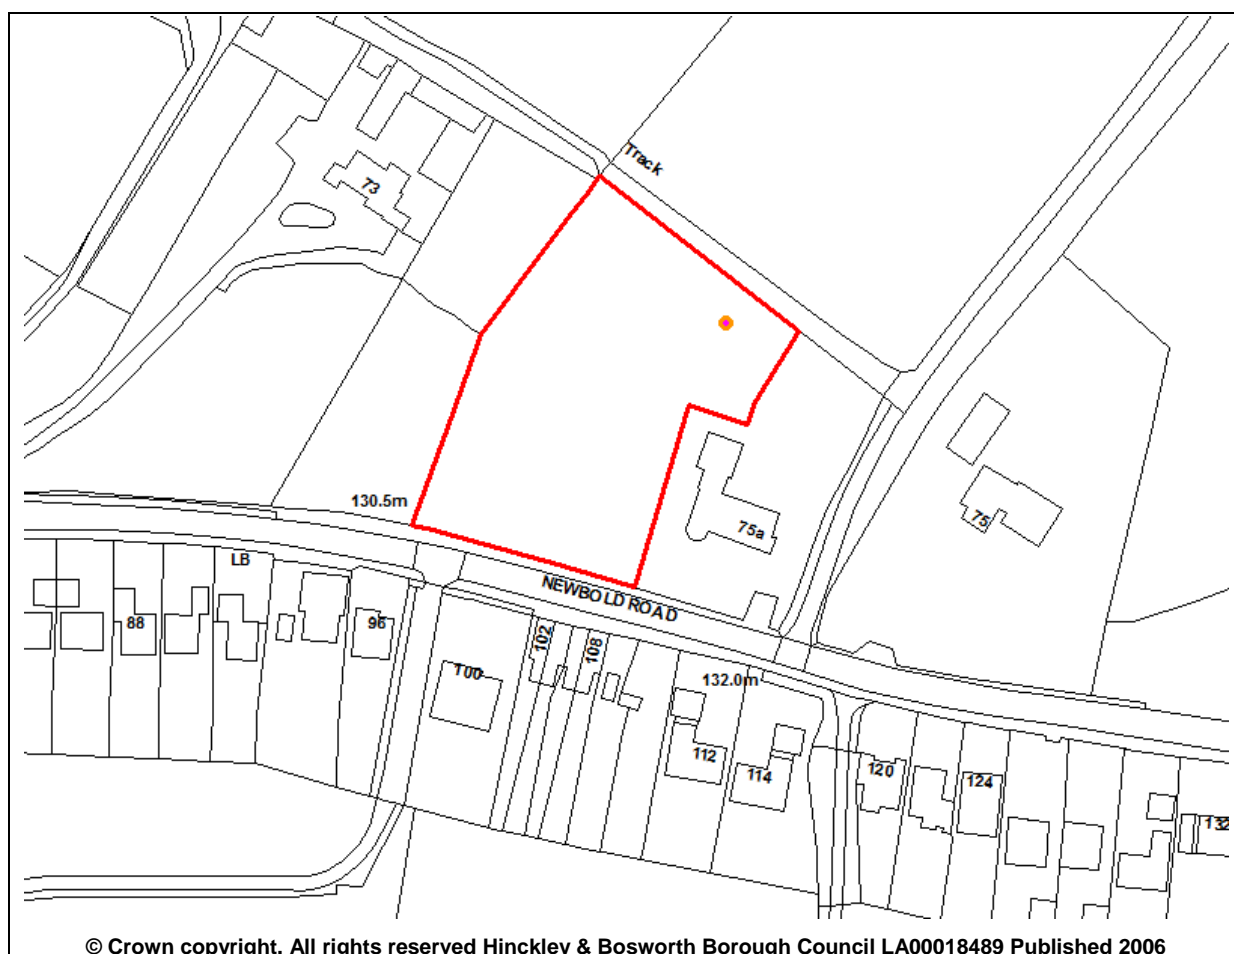 Track
73
130.5m
75a
75
NEWBOLD ROAD
LB
88
96
100
102
108
132.0m
112
114
120
124
132
© Crown copyright. All rights reserved Hinckley & Bosworth Borough Council LA00018489 Published 2006